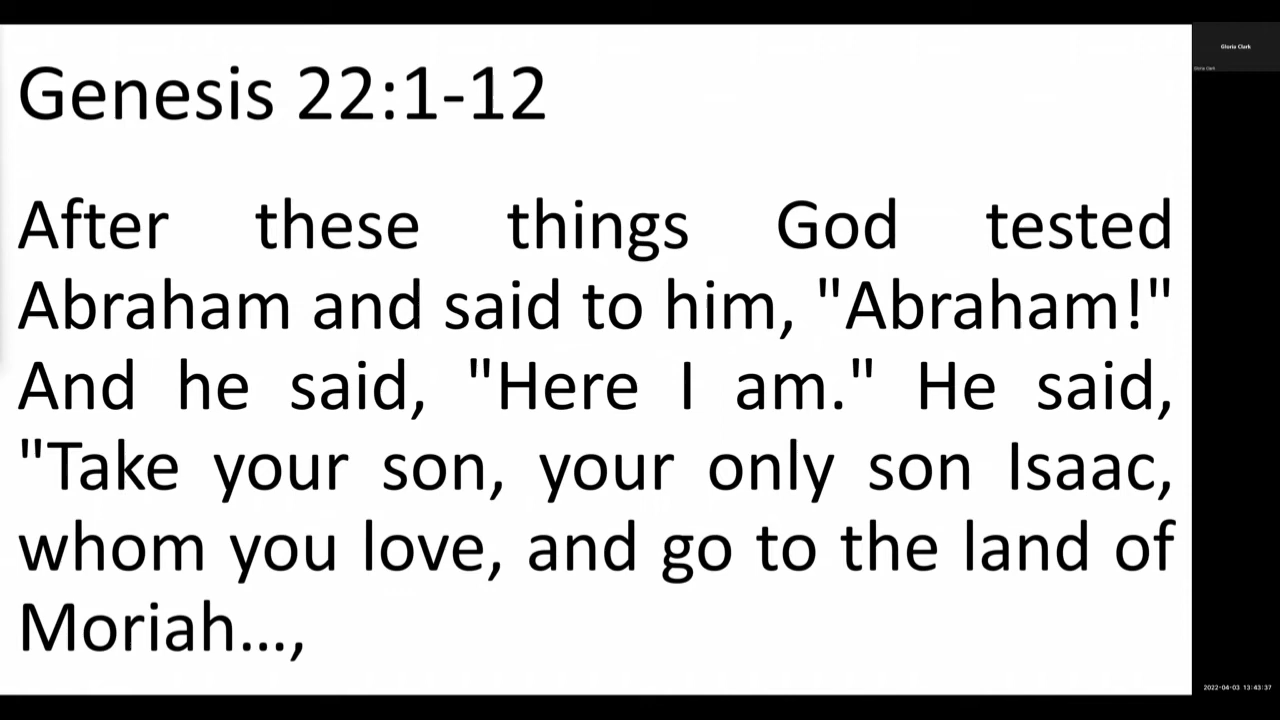 Genesis 22:1-12
After these things God tested
Abraham and said to him, "Abraham!"
And he said, "Here I am." He said,
"Take your son, your only son Isaac,
whom you love, and go to the land of
Moriah...,
Gloria Clark
Gloria Clark
2022-04-03 13:43:37